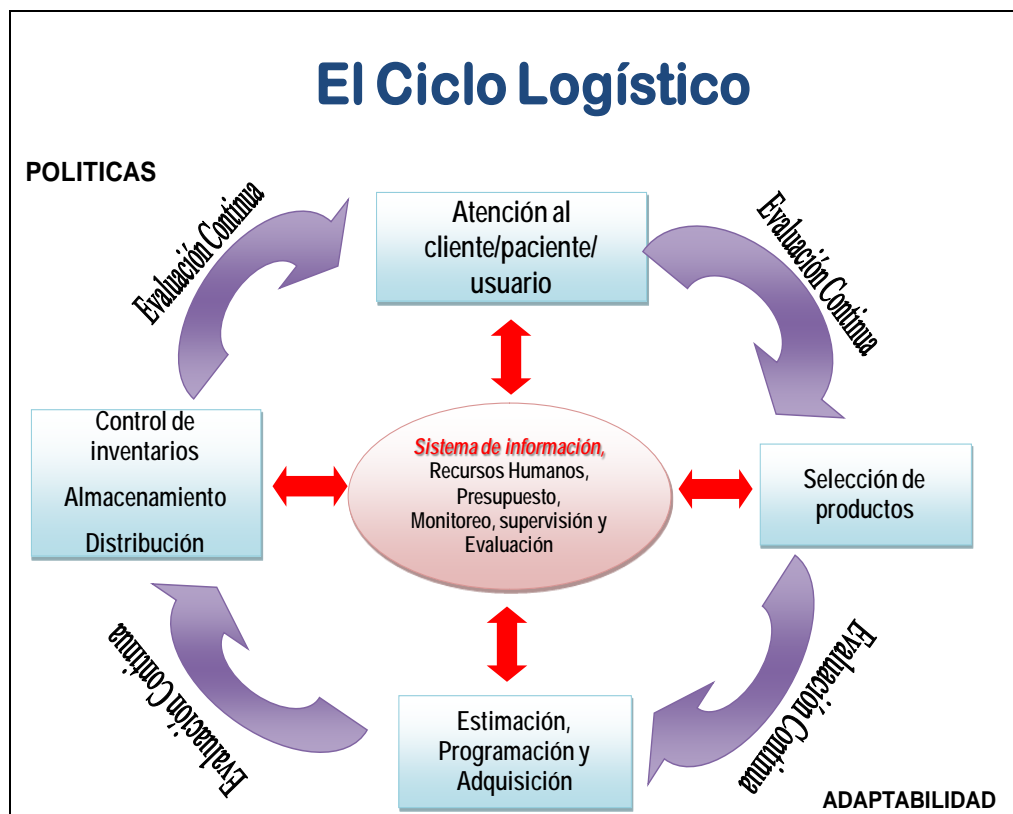 El Ciclo Logístico
POLITICAS
Evaluación Continua
Atención al
cliente/paciente/
usuario
Evaluación Continua
Control de
inventarios
Almacenamiento
Distribución
Sistema de información,
Recursos Humanos,
Presupuesto,
Monitoreo, supervisión y
Evaluación
Selección de
productos
Evaluación Continua
Estimación,
Programación y
Adquisición
Evaluación Continua
ADAPTABILIDAD